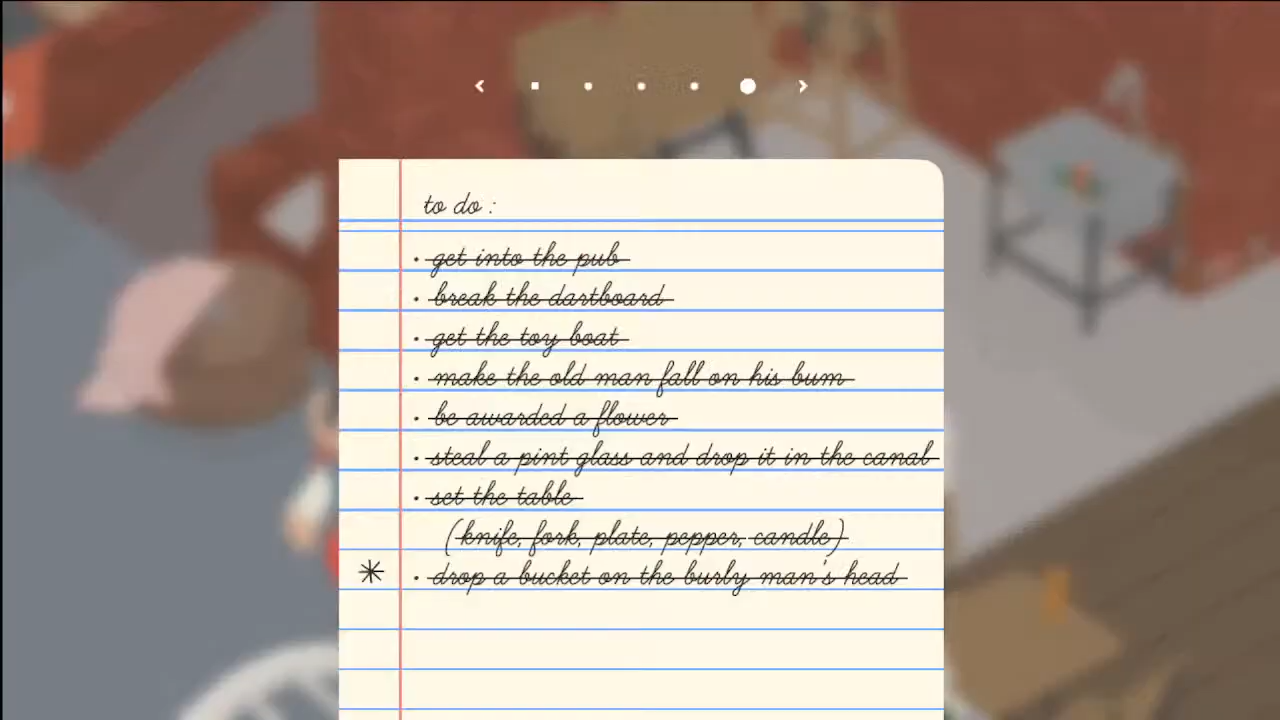 to do :
• get into the pub
• break the dartboard
• get the toy boat
• make the old man fall on his bum
• be awarded a flower
• steal a pint glass and drop it in the canal
• set the table
(knife, fork, plate, pepper, candle)
• drop a bucket on the burly man's head